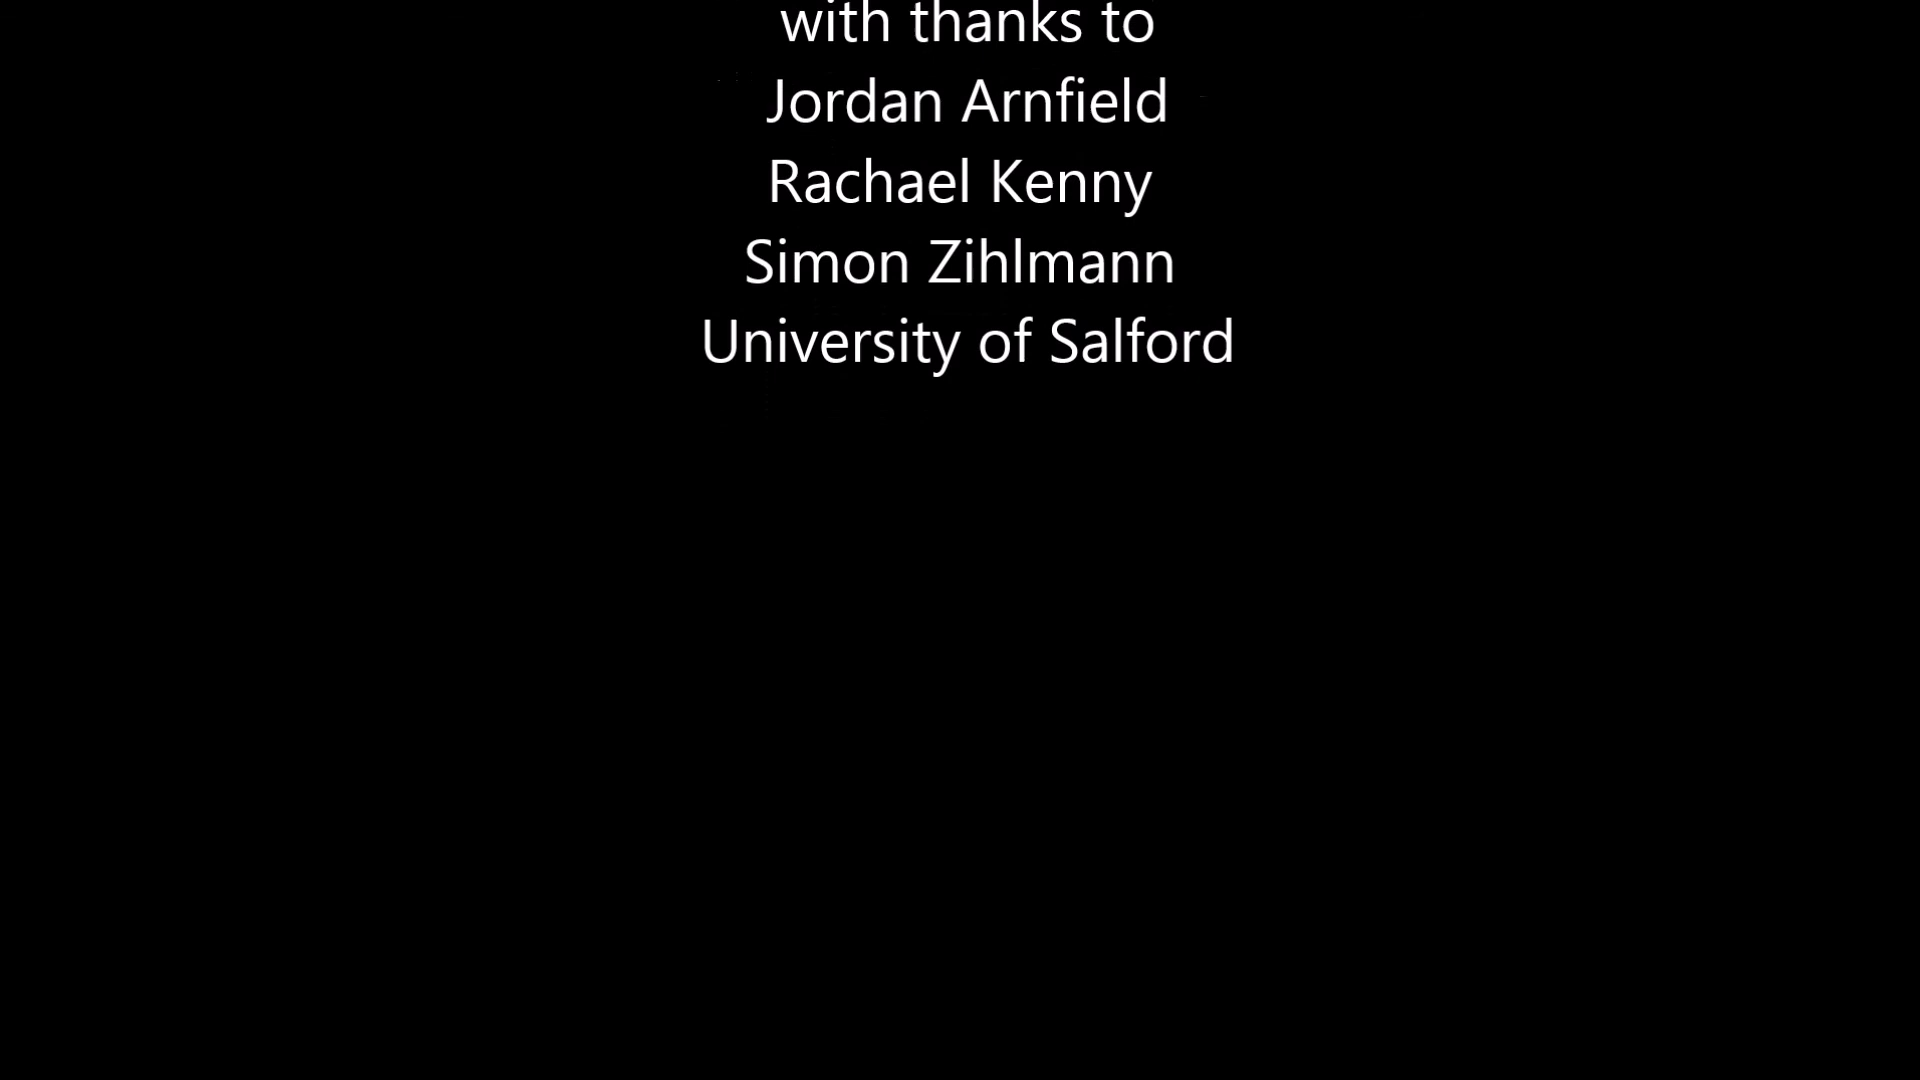 with thanks to
Jordan Arnfield
Rachael Kenny
Simon Zihlmann
University of Salford